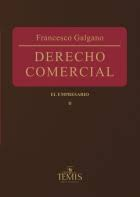 Francesco Galgano
DERECHO
COMERCIAL
EL EMPRESARIO
TEMIS